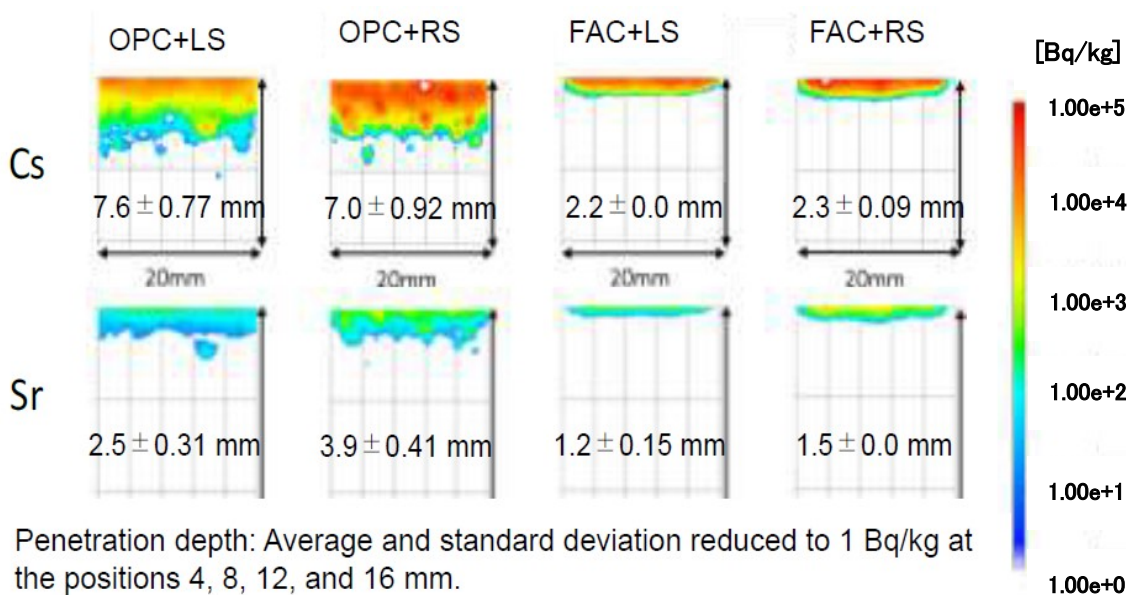 OPC+LS OPC+RS FAC+LS FAC+RS
[Bq/kg]
1.00e+5
Cs
1.00e+4
7.6±0.77 mm 7.0±0.92 mm 2.2±0.0 mm 2.3±0.09 mm
20mm 20mm 20mm 20mm
1.00e+3
Sr
1.00e+2
2.5±0.31 mm 3.9±0.41 mm 1.2±0.15 mm 1.5±0.0 mm
1.00e+1
Penetration depth: Average and standard deviation reduced to 1 Bq/kg at
the positions 4, 8, 12, and 16 mm.
1.00e+0